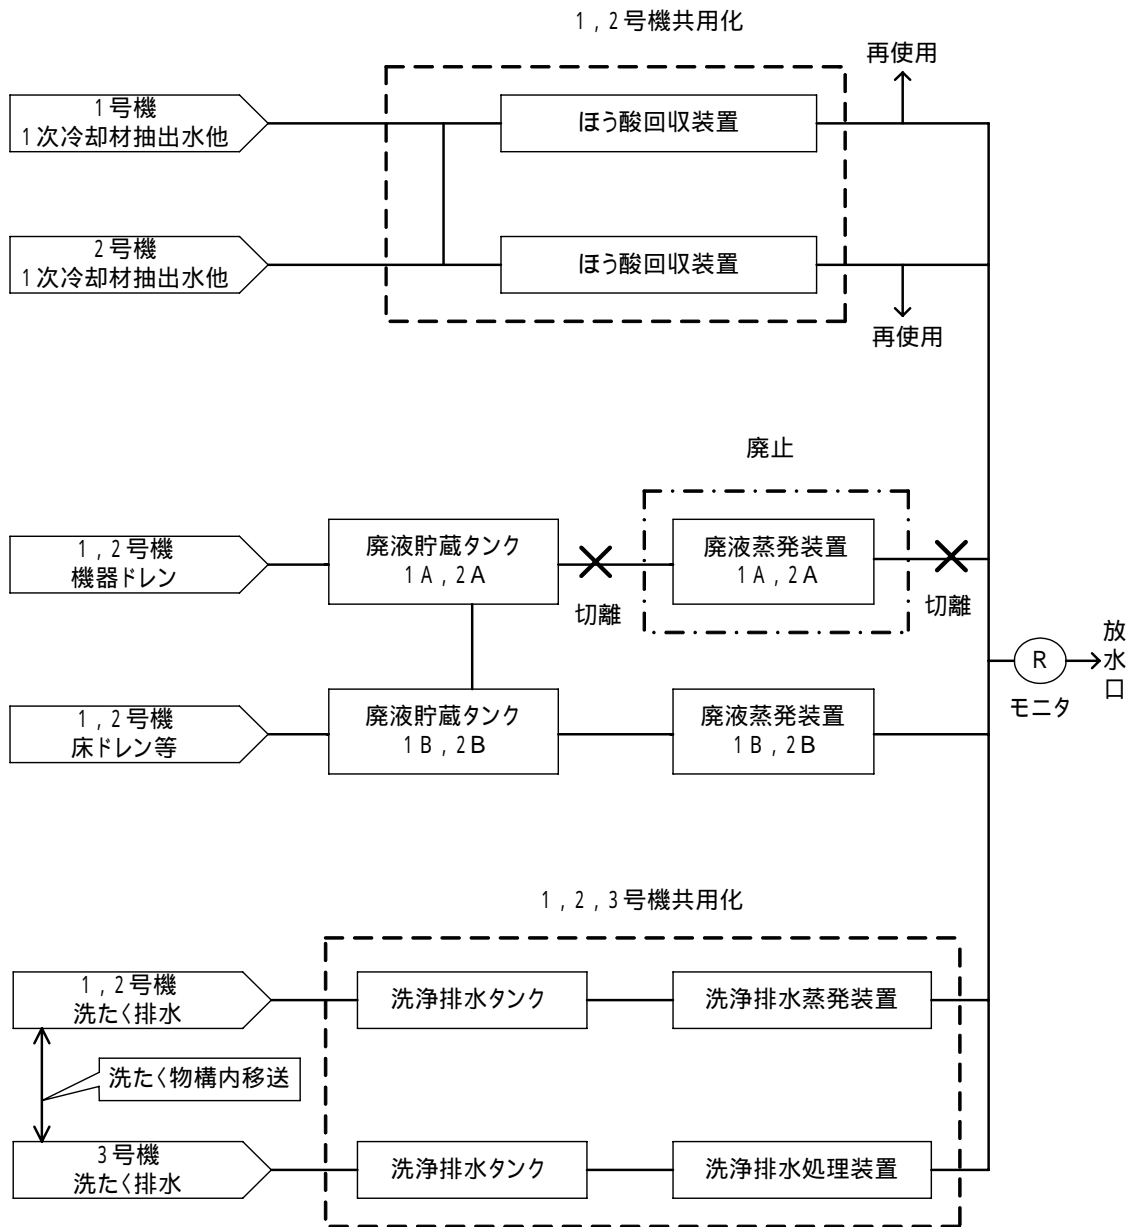 1，2号機共用化
再使用
1号機
1次冷却材抽出水他
ほう酸回収装置
2号機
1次冷却材抽出水他
ほう酸回収装置
再使用
廃止
1，2号機
機器ドレン
廃液貯蔵タンク
1A，2A
切離
廃液蒸発装置
1A，2A
切離
放水口
R
モニタ
1，2号機
床ドレン等
廃液貯蔵タンク
1B，2B
廃液蒸発装置
1B，2B
1，2，3号機共用化
1，2号機
洗たく排水
洗浄排水タンク
洗浄排水蒸発装置
洗たく物構内移送
3号機
洗たく排水
洗浄排水タンク
洗浄排水処理装置